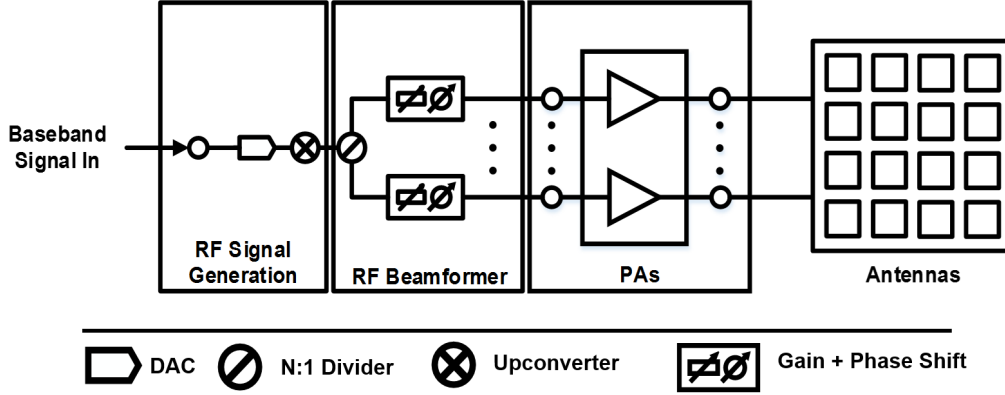 Baseband
Signal In
RF Signal
Generation
RF Beamformer
PAs
Antennas
DAC
N:1 Divider
Upconverter
Gain + Phase Shift